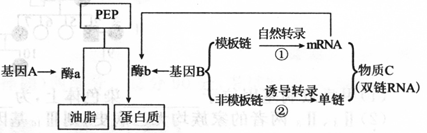 PEP
模板链 自然转录 ① mRNA
基因A 酶a 酶b 基因B 物质C
(双链RNA)
非模板链 诱导转录 ② 单链
油脂 蛋白质